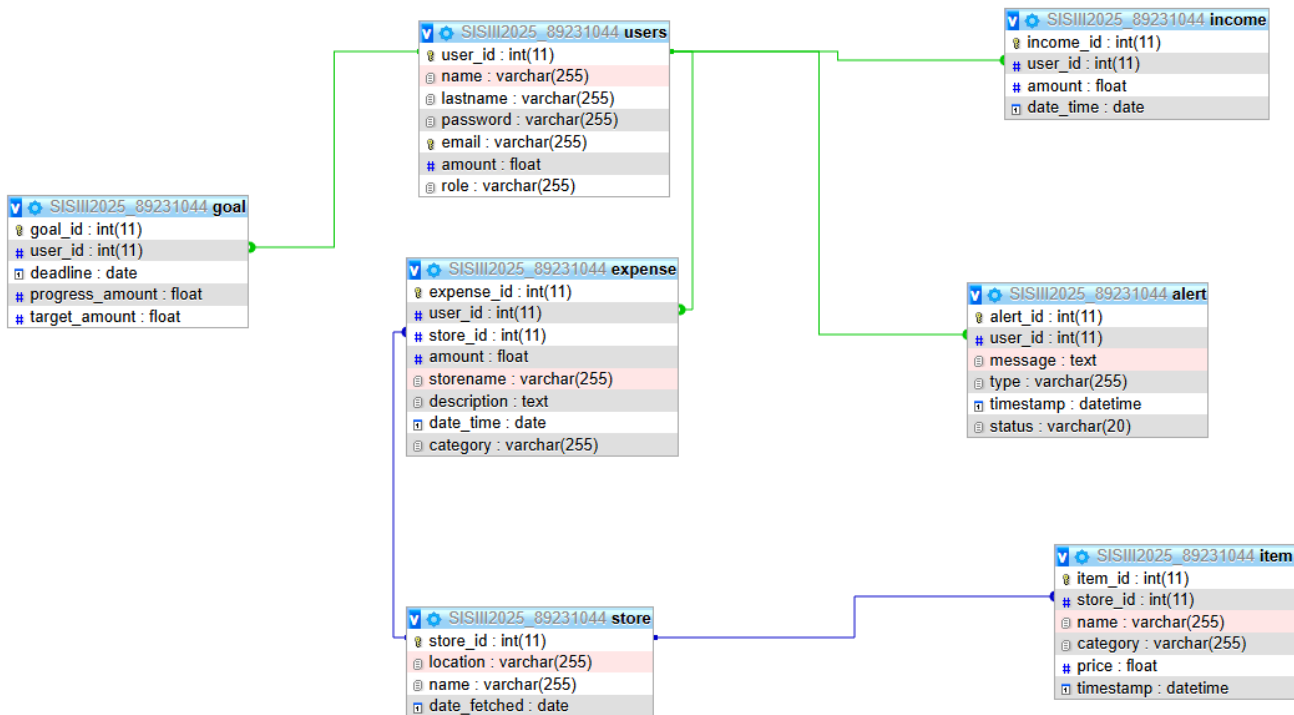 SISIII2025_89231044 users
user_id : int(11)
name : varchar(255)
lastname : varchar(255)
password : varchar(255)
email : varchar(255)
amount : float
role : varchar(255)
SISIII2025_89231044 income
income_id : int(11)
user_id : int(11)
amount : float
date_time : date
SISIII2025_89231044 goal
goal_id : int(11)
user_id : int(11)
deadline : date
progress_amount : float
target_amount : float
SISIII2025_89231044 expense
expense_id : int(11)
user_id : int(11)
store_id : int(11)
amount : float
storename : varchar(255)
description : text
date_time : date
category : varchar(255)
SISIII2025_89231044 alert
alert_id : int(11)
user_id : int(11)
message : text
type : varchar(255)
timestamp : datetime
status : varchar(20)
SISIII2025_89231044 store
store_id : int(11)
location : varchar(255)
name : varchar(255)
date_fetched : date
SISIII2025_89231044 item
item_id : int(11)
store_id : int(11)
name : varchar(255)
category : varchar(255)
price : float
timestamp : datetime